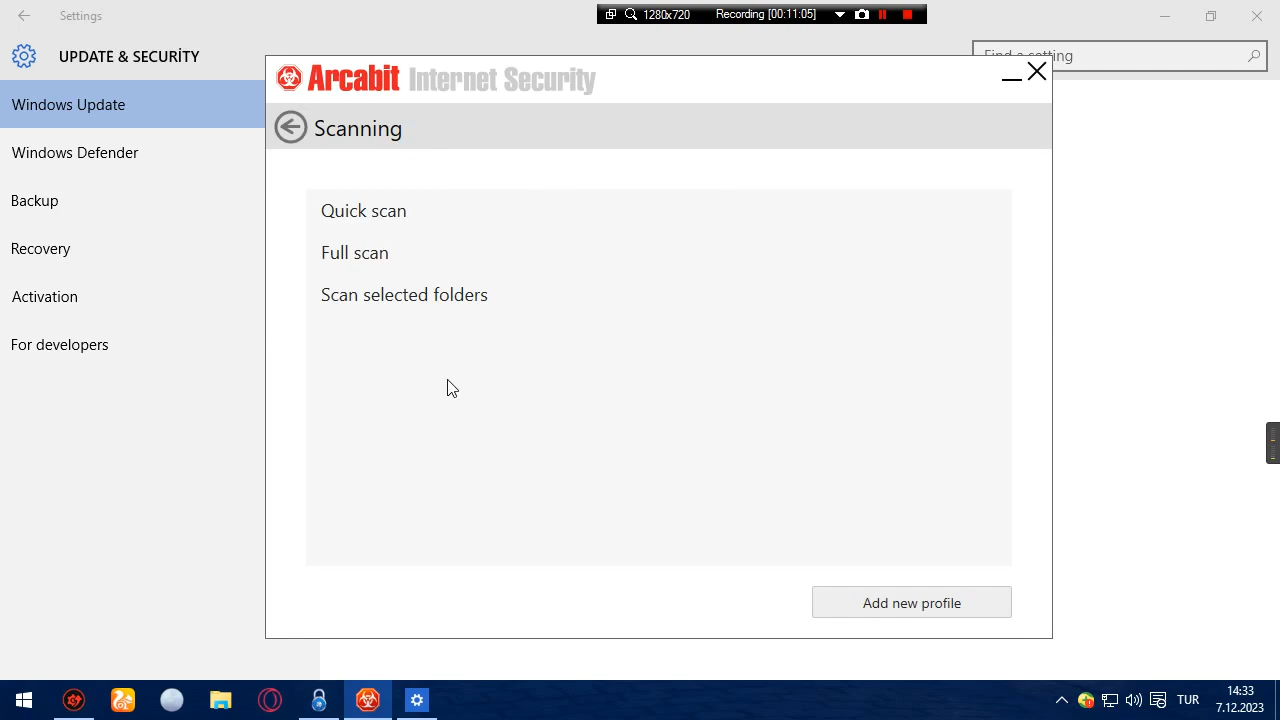 Settings
1280x720 Recording [00:11:05]
UPDATE & SECURİTY
Find a setting
Windows Update
Windows Defender
Backup
Recovery
Activation
For developers
Arcabit Internet Security
Scanning
Quick scan
Full scan
Scan selected folders
Add new profile
TUR
14:33
7.12.2023